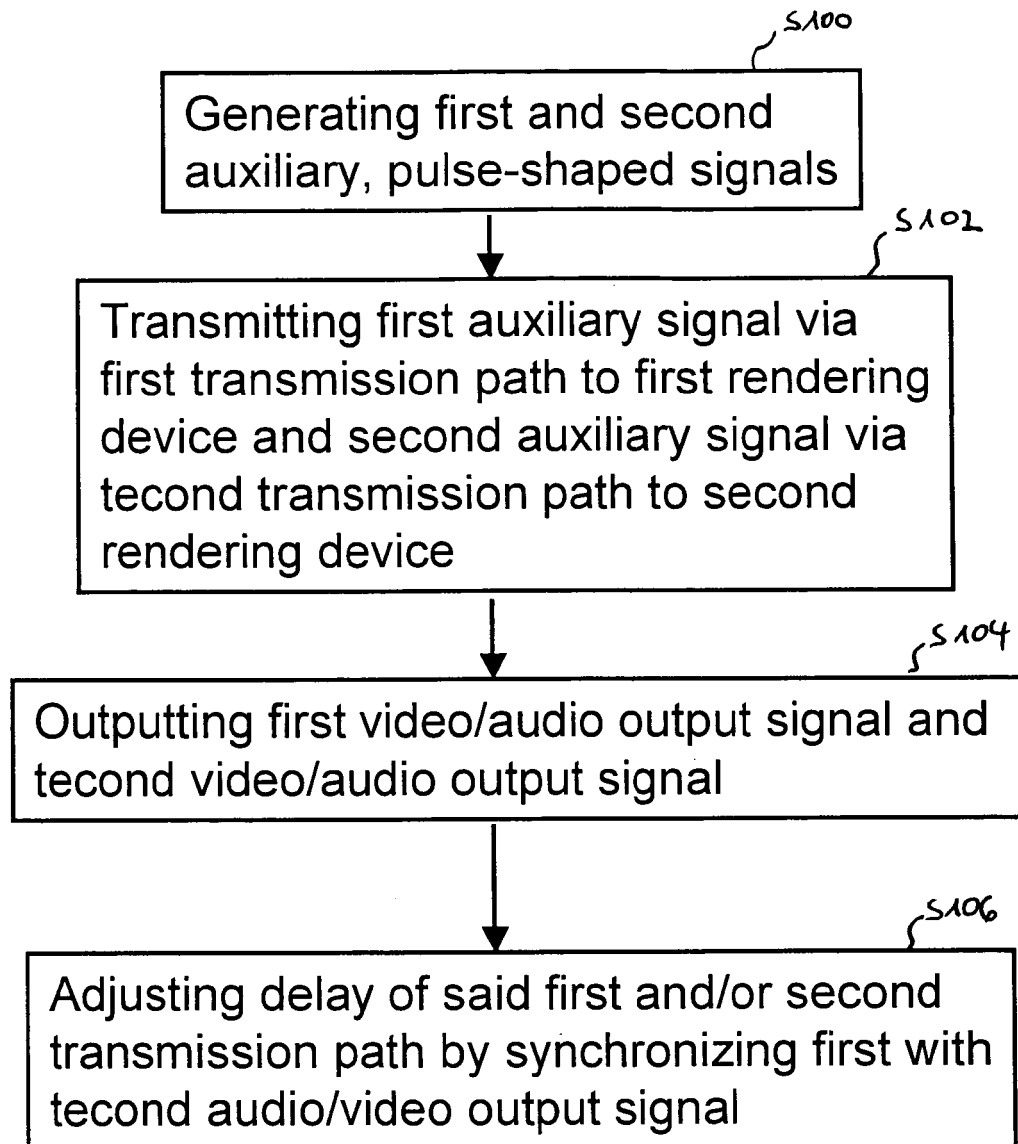 S100
Generating first and second
auxiliary, pulse-shaped signals
S102
Transmitting first auxiliary signal via
first transmission path to first rendering
device and second auxiliary signal via
tecond transmission path to second
rendering device
S104
Outputting first video/audio output signal and
tecond video/audio output signal
S106
Adjusting delay of said first and/or second
transmission path by synchronizing first with
tecond audio/video output signal